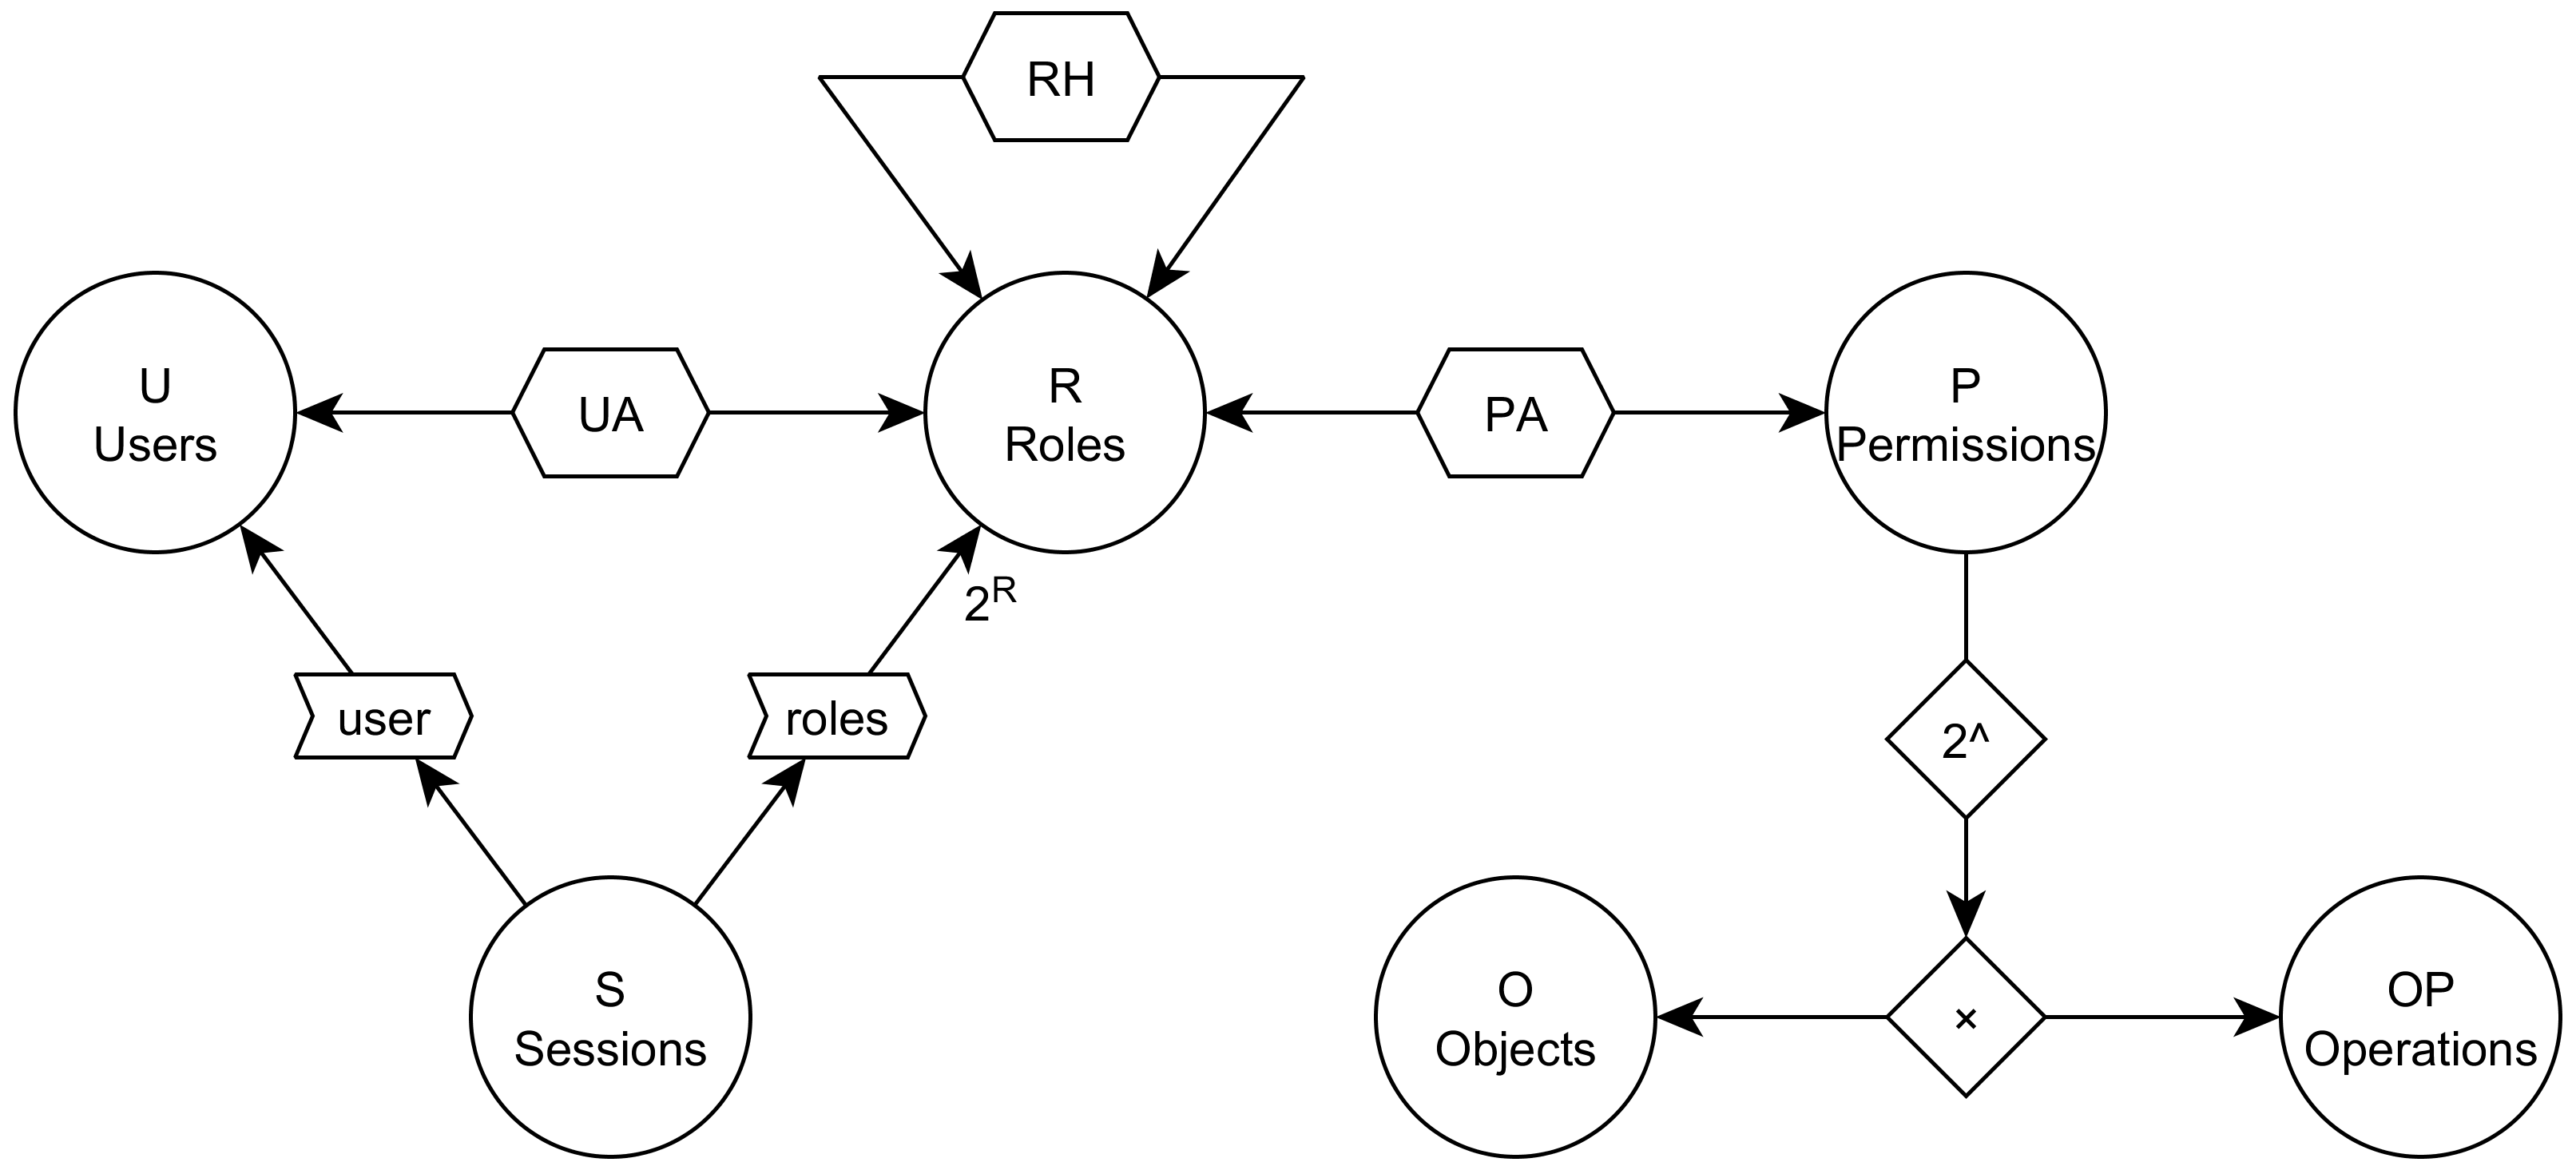 RH
U
Users
UA
R
Roles
PA
P
Permissions
2^R
user
roles
2^
S
Sessions
O
Objects
×
OP
Operations